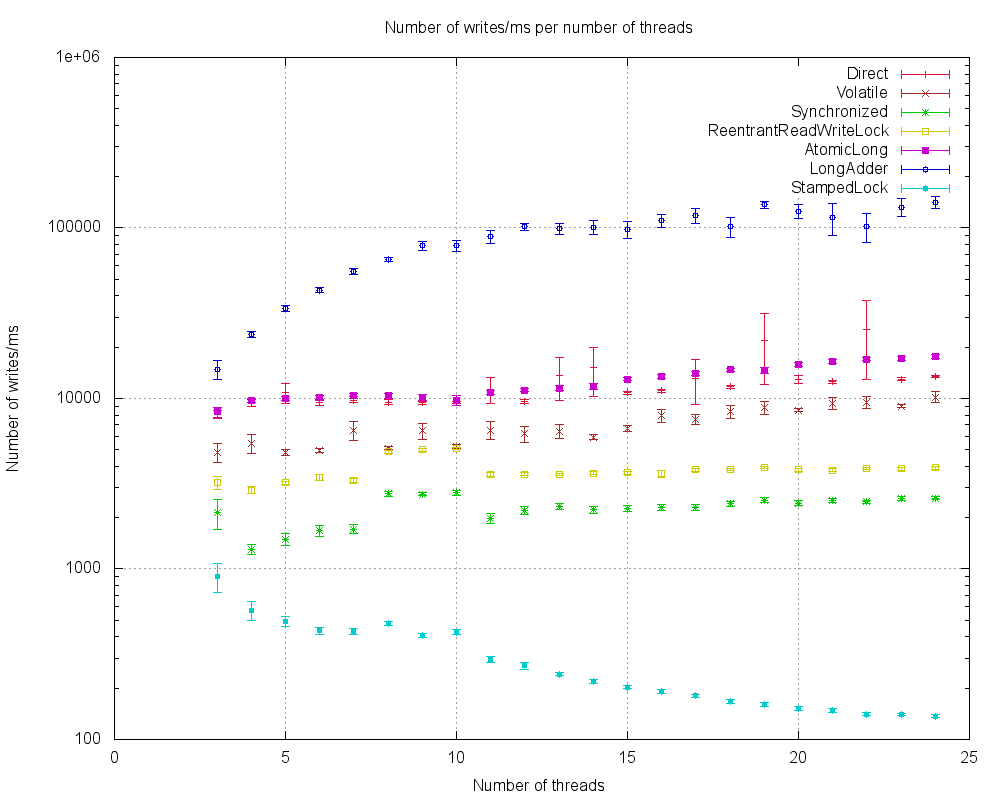 Number of writes/ms per number of threads
1e+06
Direct
Volatile
Synchronized
ReentrantReadWriteLock
AtomicLong
LongAdder
StampedLock
100000
10000
1000
100
Number of writes/ms
0 5 10 15 20 25
Number of threads